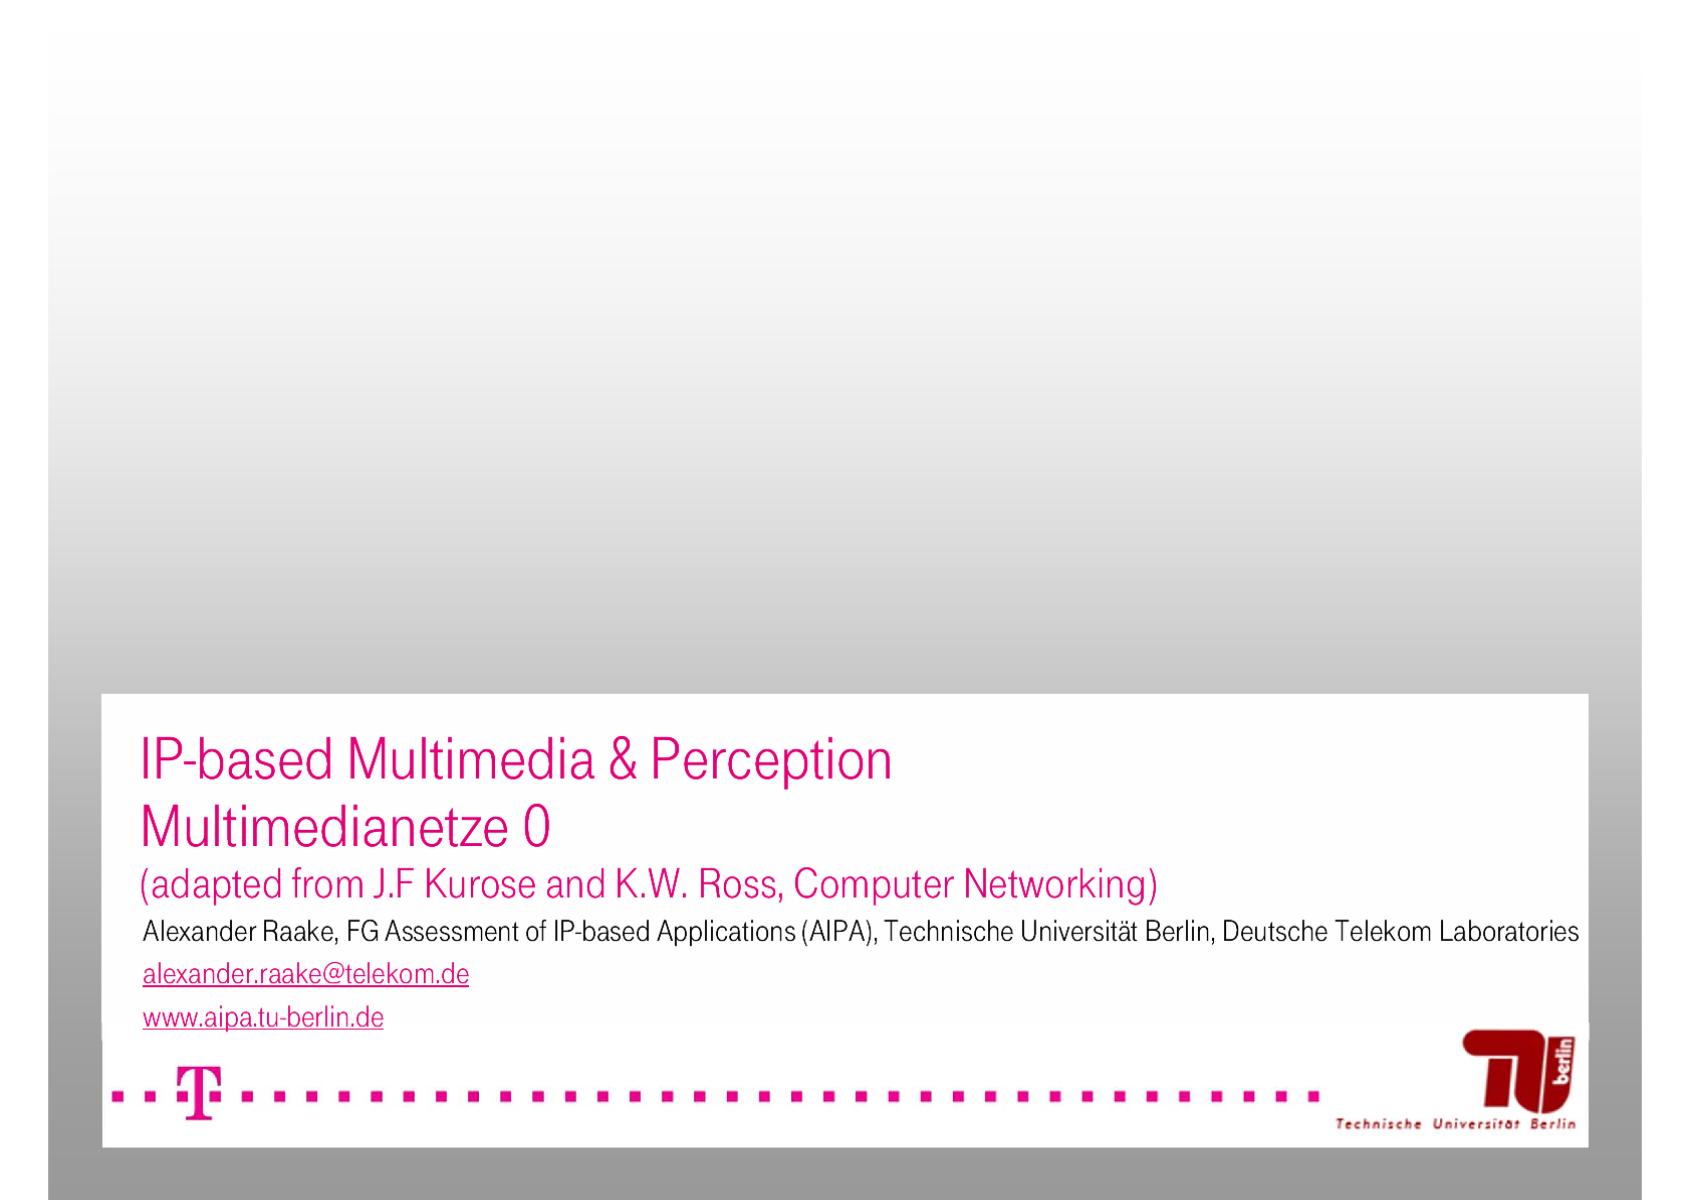 IP-based Multimedia & Perception
Multimedianetze 0
(adapted from J.F Kurose and K.W. Ross, Computer Networking)
Alexander Raake, FG Assessment of IP-based Applications (AIPA), Technische Universität Berlin, Deutsche Telekom Laboratories
alexander.raake@telekom.de
www.aipa.tu-berlin.de
T
TU berlin
Technische Universität Berlin